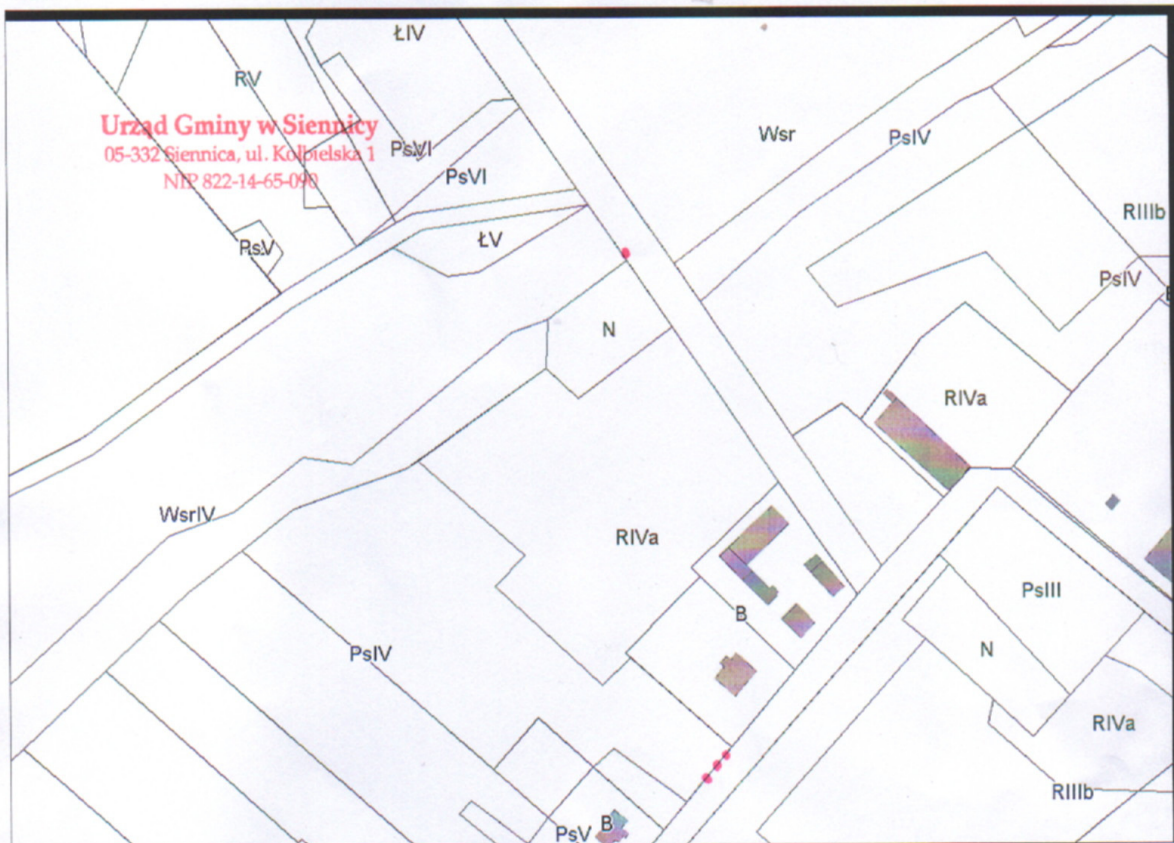 ŁIV
RV
Urząd Gminy w Siennicy
05-332 Siennica, ul. Kołbielska 1
NIP 822-14-65-090
PsVI
PsVI
Wsr
PsIV
RIIIb
PsV
ŁV
PsIV
N
RIVa
WsrIV
RIVa
PsIII
B
N
PsIV
RIVa
RIIIb
B
PsV